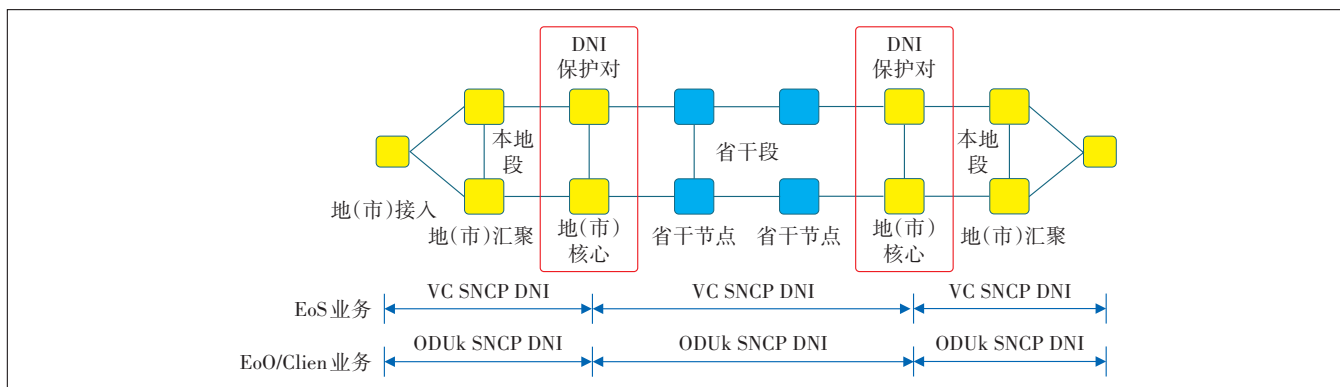 DNI
保护对
DNI
保护对
本地
段
省干段
本地
段
地(市)接入
地(市)汇聚
地(市)
核心
省干节点
省干节点
地(市)
核心
地(市)汇聚
EoS业务
VC SNCP DNI
VC SNCP DNI
VC SNCP DNI
EoO/Clien业务
ODUk SNCP DNI
ODUk SNCP DNI
ODUk SNCP DNI